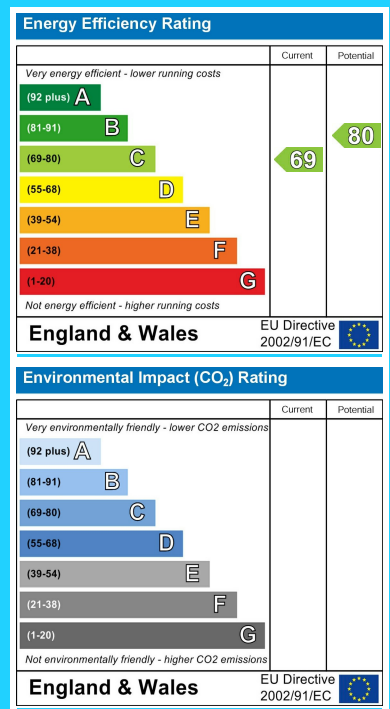 Energy Efficiency Rating
Current Potential
Very energy efficient - lower running costs
(92 plus) A
(81-91) B
(69-80) C
(55-68) D
(39-54) E
(21-38) F
(1-20) G
80
69
Not energy efficient - higher running costs
England & Wales
EU Directive
2002/91/EC
Environmental Impact (CO₂) Rating
Current Potential
Very environmentally friendly - lower CO2 emissions
(92 plus) A
(81-91) B
(69-80) C
(55-68) D
(39-54) E
(21-38) F
(1-20) G
Not environmentally friendly - higher CO2 emissions
England & Wales
EU Directive
2002/91/EC